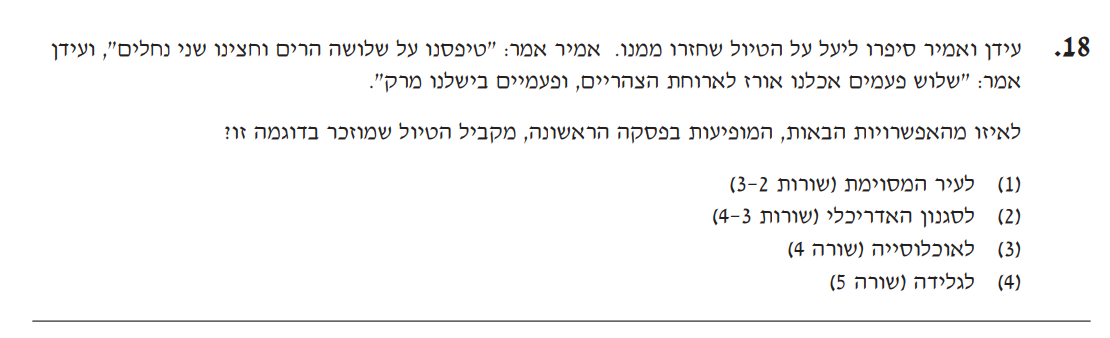 18. עידן ואמיר סיפרו ליעל על הטיול שחזרו ממנו. אמיר אמר: "טיפסנו על שלושה הרים וחצינו שני נחלים", ועידן
אמר: "שלוש פעמים אכלנו אורז לארוחת הצהריים, ופעמיים בישלנו מרק".
לאיזו מהאפשרויות הבאות, המופיעות בפסקה הראשונה, מקביל הטיול שמוזכר בדוגמה זו?
(1) לעיר המסוימת (שורות 2-3)
(2) לסגנון האדריכלי (שורות 3-4)
(3) לאוכלוסייה (שורה 4)
(4) לגלידה (שורה 5)